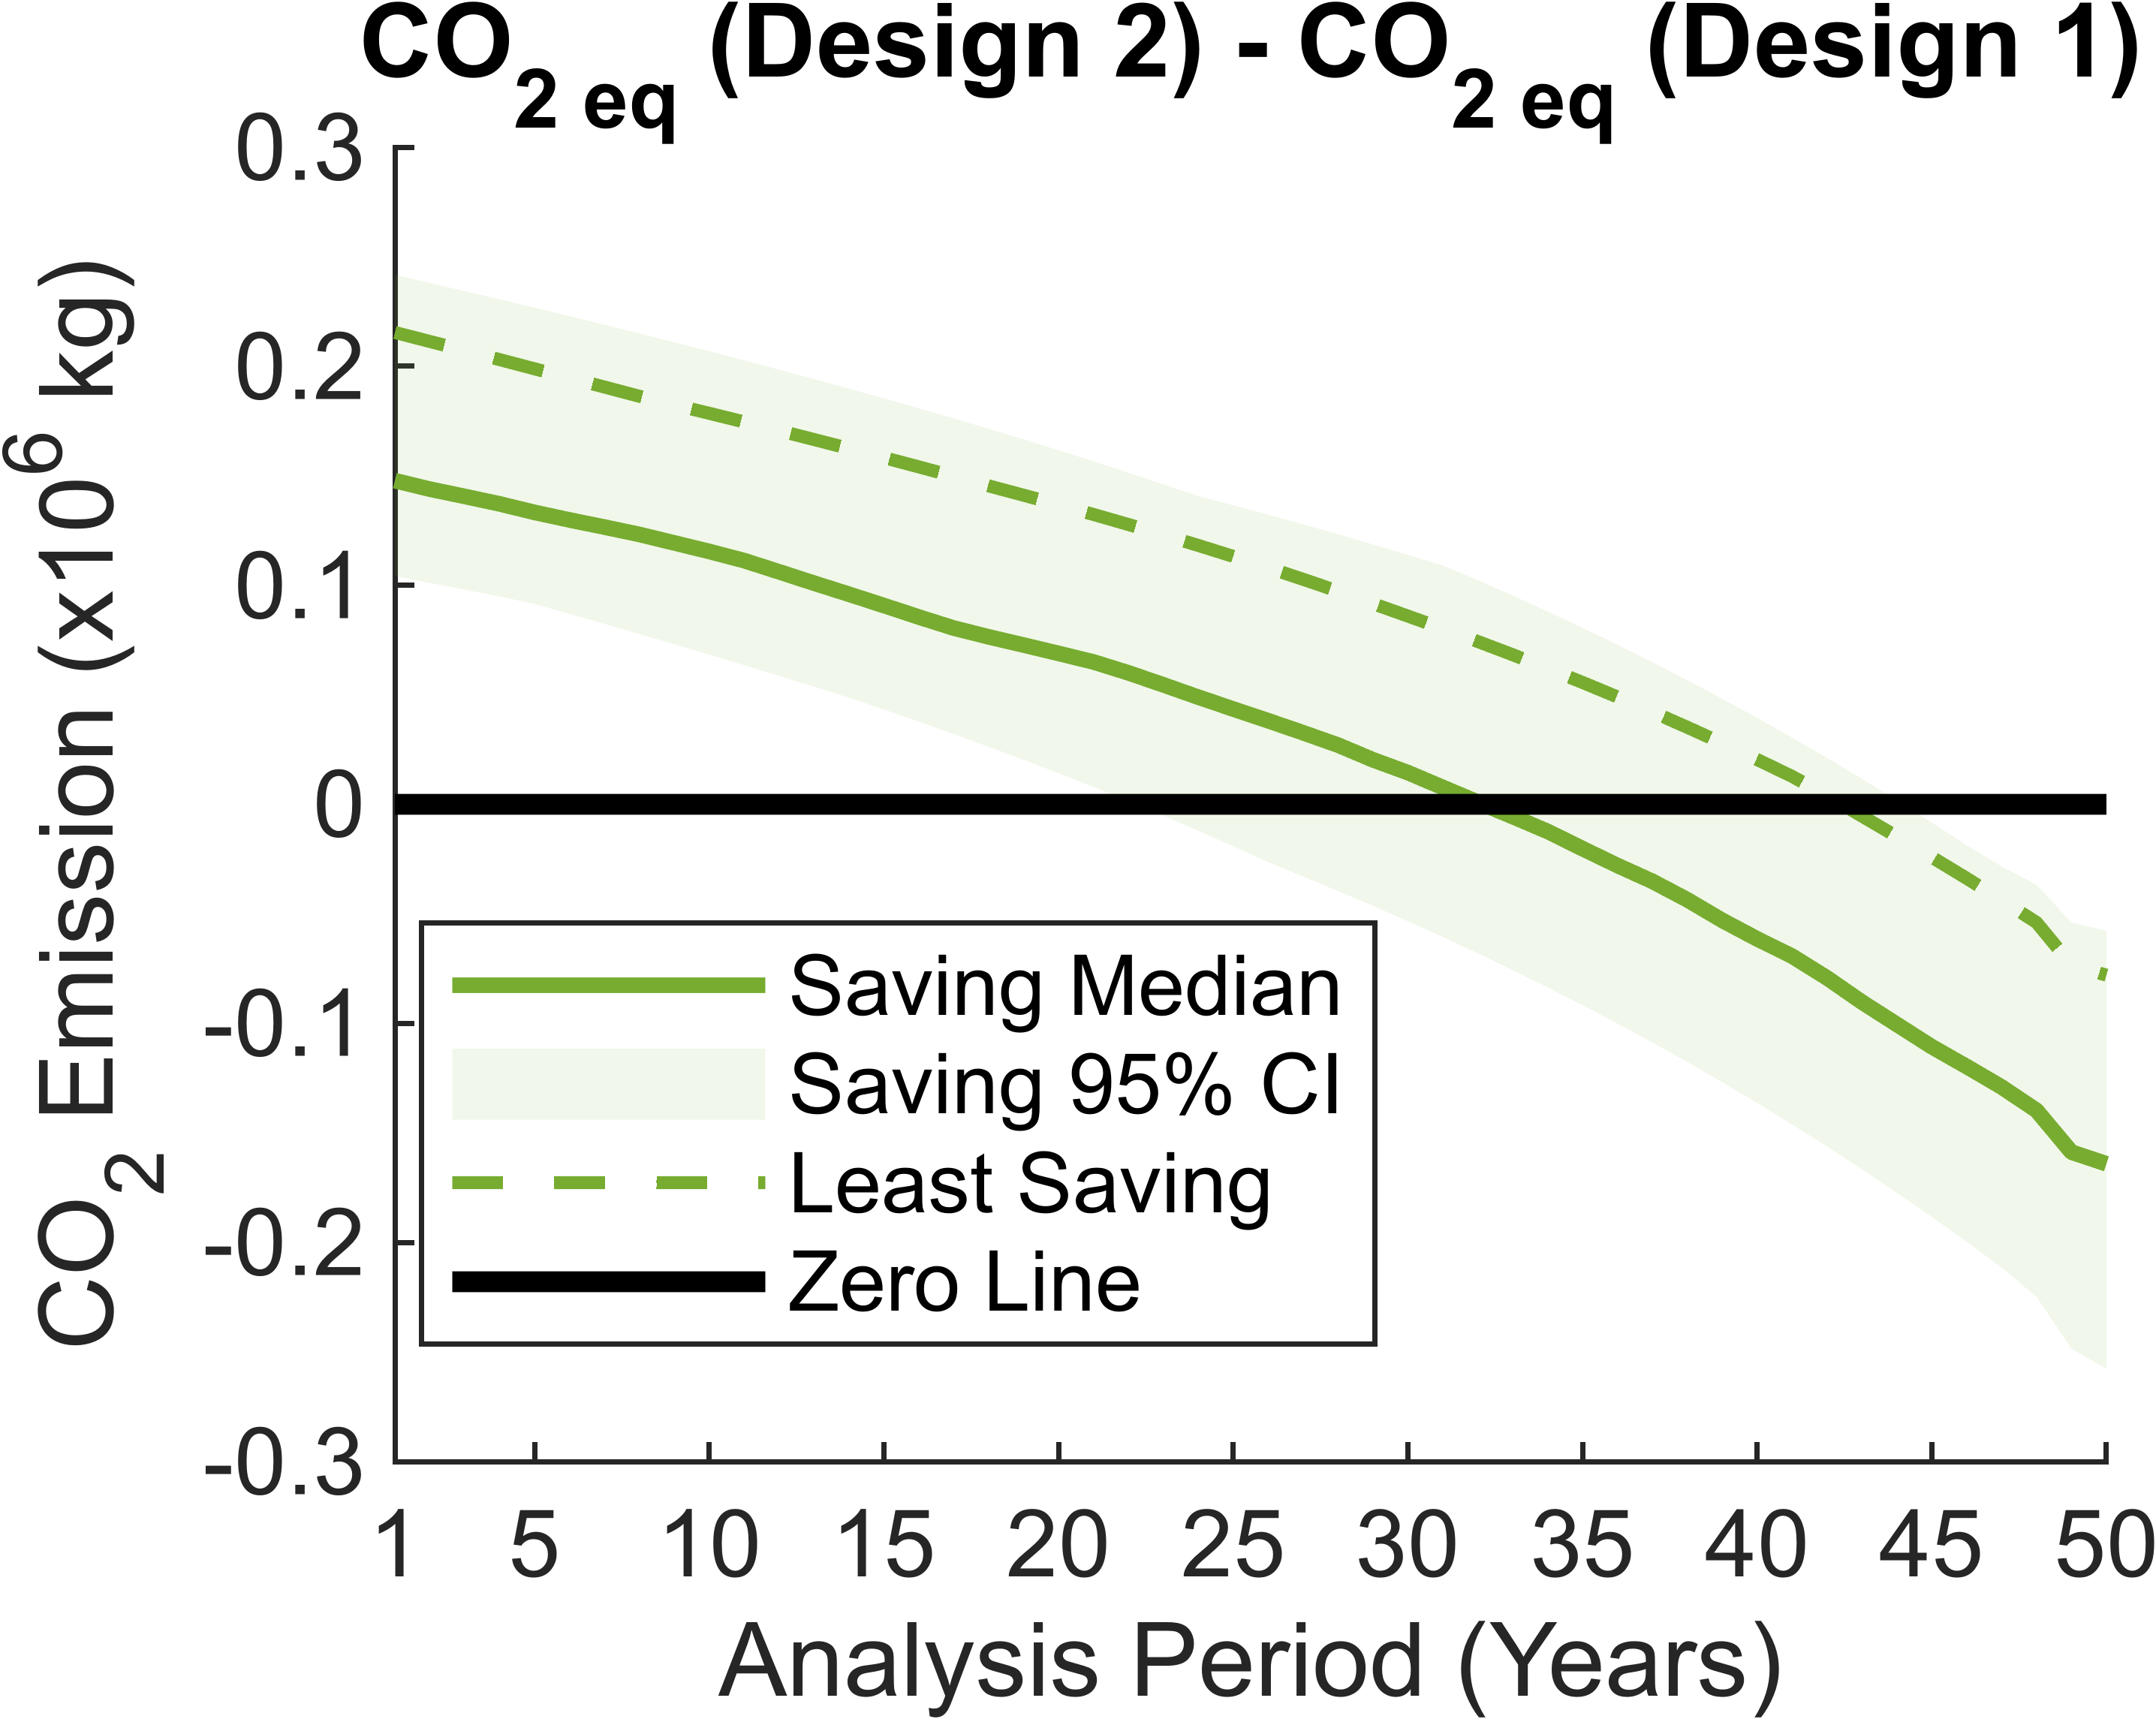 CO2 eq (Design 2) - CO2 eq (Design 1)
CO2 Emission (x10^6 kg)
0.3
0.2
0.1
0
-0.1
-0.2
-0.3
Saving Median
Saving 95% CI
Least Saving
Zero Line
1 5 10 15 20 25 30 35 40 45 50
Analysis Period (Years)